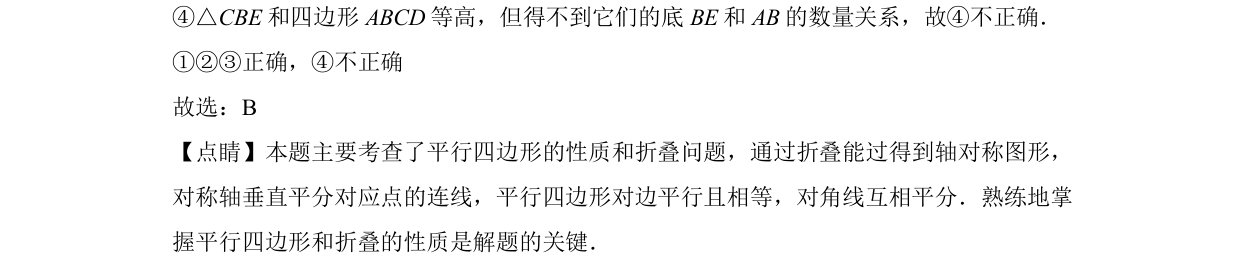 ④△CBE 和四边形 ABCD 等高，但得不到它们的底 BE 和 AB 的数量关系，故④不正确．
①②③正确，④不正确
故选：B
【点睛】本题主要考查了平行四边形的性质和折叠问题，通过折叠能过得到轴对称图形，
对称轴垂直平分对应点的连线，平行四边形对边平行且相等，对角线互相平分．熟练地掌
握平行四边形和折叠的性质是解题的关键．